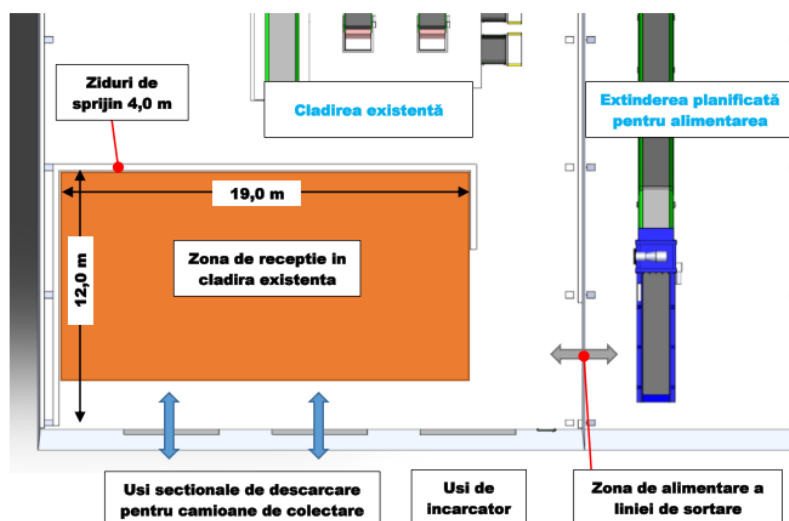 Ziduri de
sprijin 4,0 m
Cladirea existentă
Extinderea planificată
pentru alimentarea
19,0 m
12,0 m
Zona de receptie in
cladira existenta
Usi sectionale de descarcare
pentru camioane de colectare
Usi de
incarcator
Zona de alimentare a
liniei de sortare